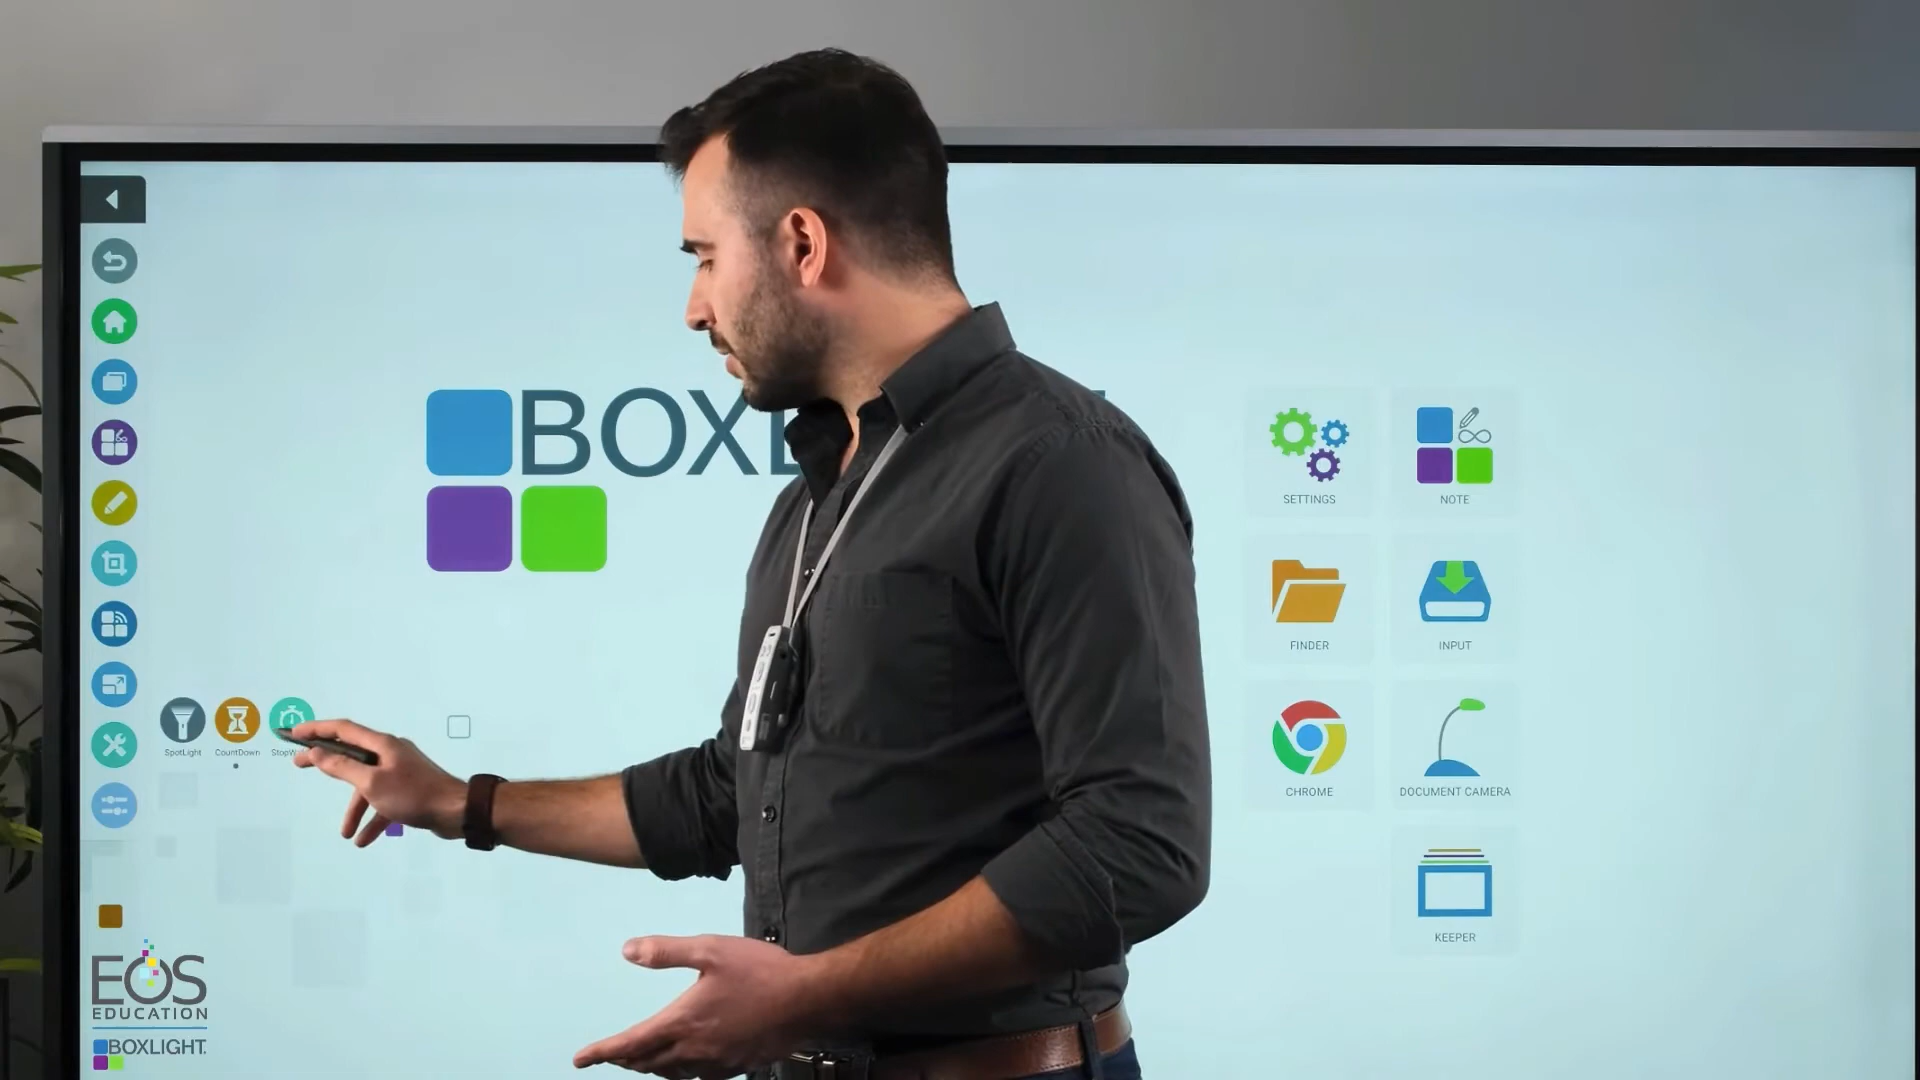 BOXL
SETTINGS
NOTE
FINDER
INPUT
CHROME
DOCUMENT CAMERA
KEEPER
SpotLight
CountDown
EOS
EDUCATION
BOXLIGHT